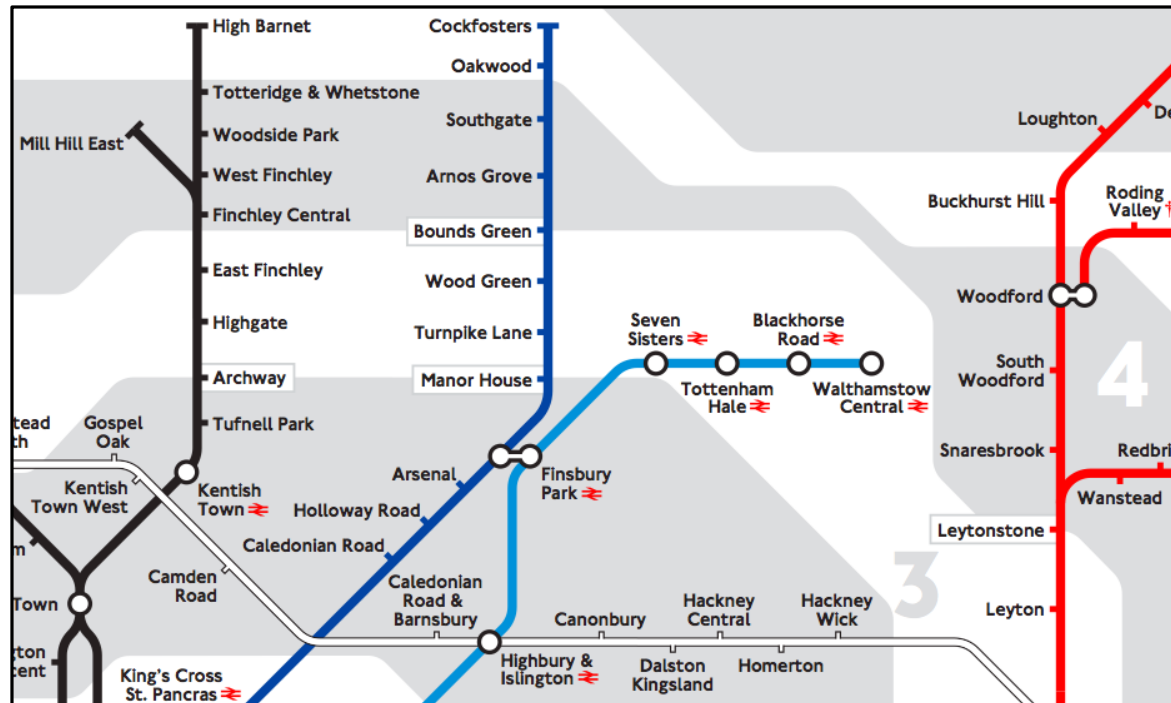 High Barnet
Totteridge & Whetstone
Woodside Park
Mill Hill East
West Finchley
Finchley Central
East Finchley
Highgate
Archway
Tufnell Park
Gospel
Oak
Kentish
Town West
Kentish
Town
Camden
Road
Town
Cockfosters
Oakwood
Southgate
Arnos Grove
Bounds Green
Wood Green
Turnpike Lane
Manor House
Arsenal
Finsbury
Park
Holloway Road
Caledonian Road
Caledonian
Road &
Barnsbury
King's Cross
St. Pancras
Highbury &
Islington
Seven
Sisters
Tottenham
Hale
Blackhorse
Road
Walthamstow
Central
Canonbury
Dalston
Kingsland
Hackney
Central
Homerton
Hackney
Wick
3
4
Loughton
De
Buckhurst Hill
Roding
Valley †
Woodford
South
Woodford
Snaresbrook
Redbri
Wanstead
Leytonstone
Leyton